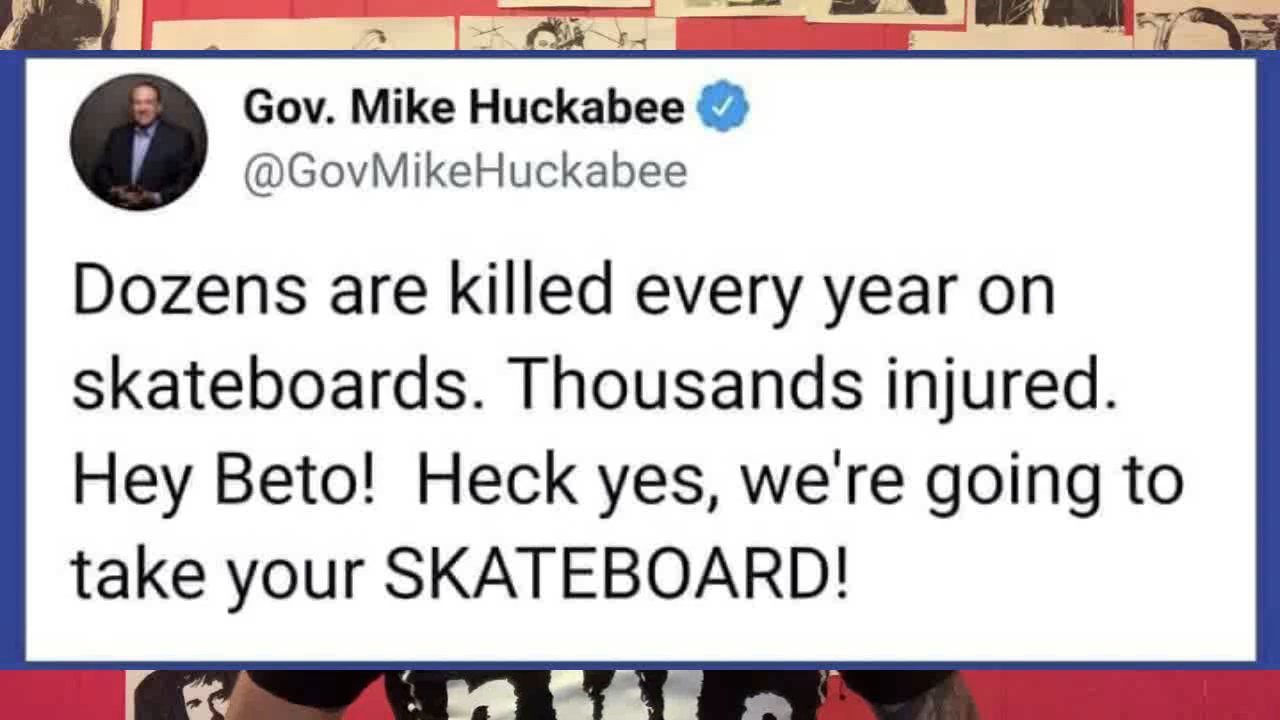 Gov. Mike Huckabee
@GovMikeHuckabee
Dozens are killed every year on
skateboards. Thousands injured.
Hey Beto!  Heck yes, we're going to
take your SKATEBOARD!